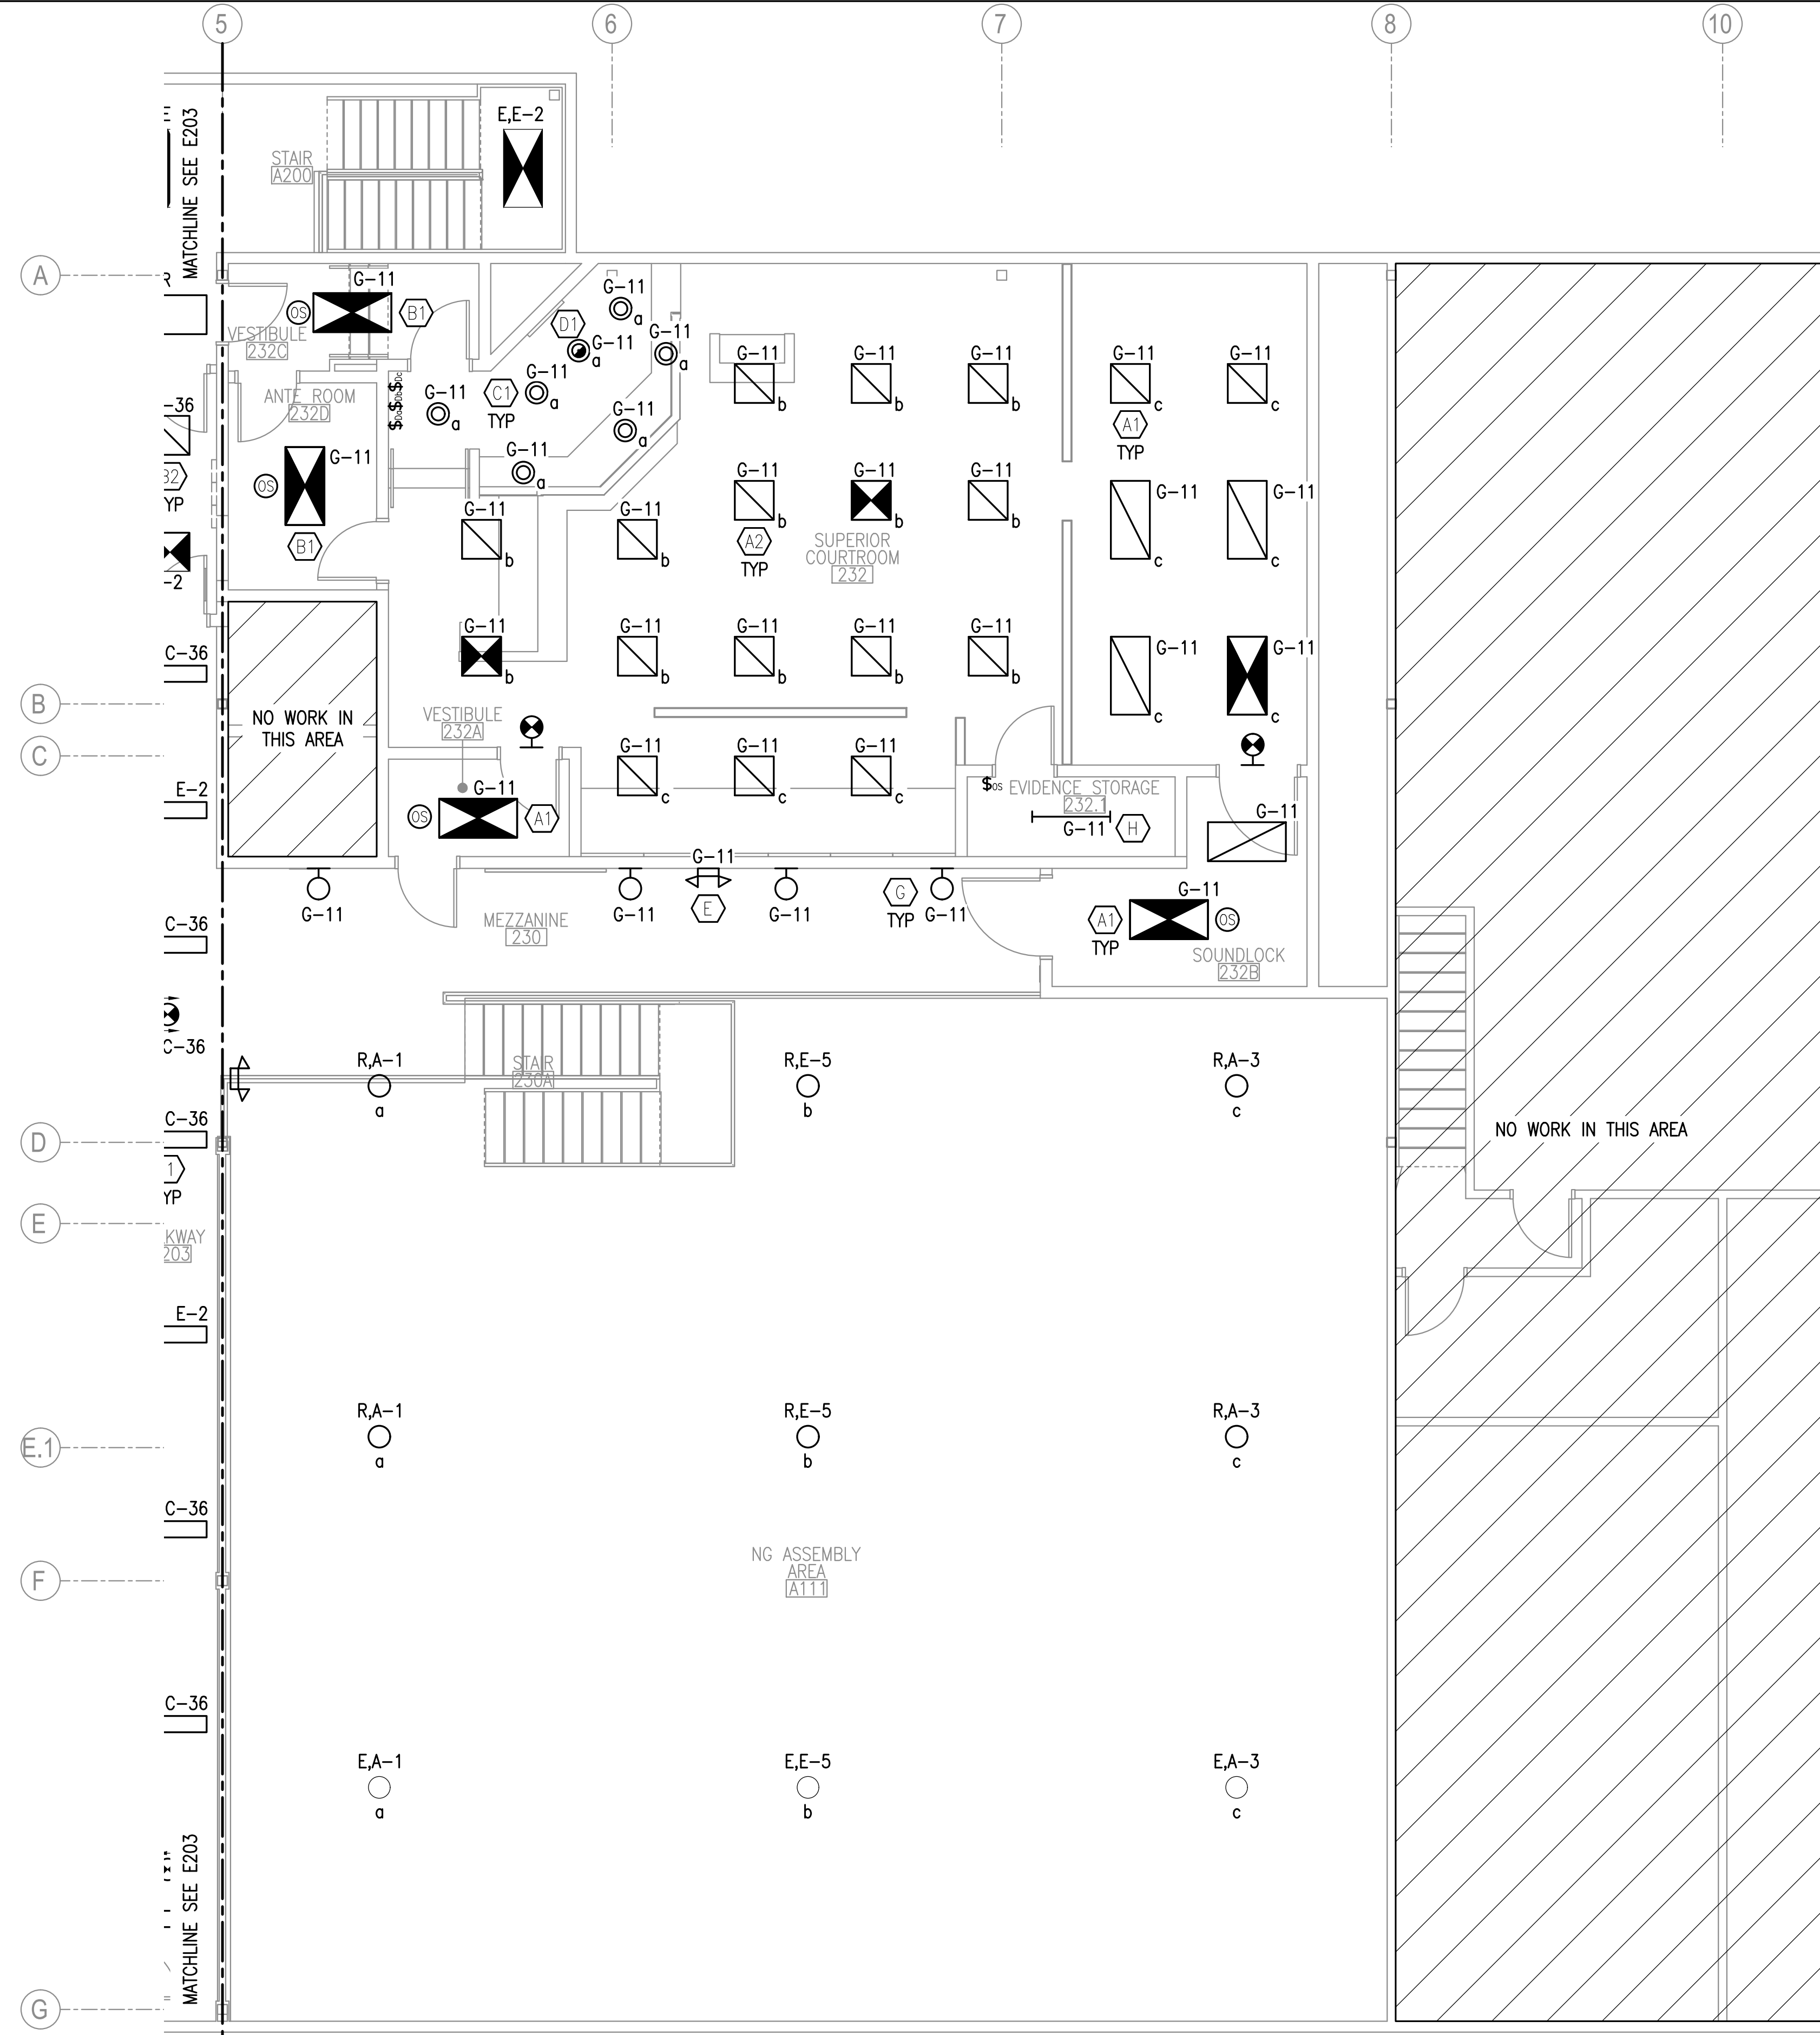 5
6
7
8
10
MATCHLINE SEE E203
E,E-2
STAIR
A200
A
B
C
D
E
E.1
F
G
G-11
OS
B1
VESTIBULE
232C
ANTE ROOM
232D
G-11
OS
B1
-36
TYP
-2
G-11
a
D1
G-11
a
G-11
a
G-11
a
C1
TYP
G-11
a
G-11
a
G-11
a
G-11
b
G-11
b
G-11
b
G-11
c
G-11
c
A1
TYP
G-11
b
G-11
b
G-11
b
G-11
c
G-11
c
A2
TYP
SUPERIOR
COURTROOM
232
G-11
b
G-11
b
G-11
b
G-11
b
G-11
b
G-11
b
G-11
b
G-11
c
G-11
c
C-36
NO WORK IN
THIS AREA
VESTIBULE
232A
G-11
OS
A1
G-11
c
G-11
c
G-11
c
$OS
EVIDENCE STORAGE
232.1
G-11
H
G-11
E-2
G-11
G-11
G-11
E
G-11
G
TYP
G-11
G-11
A1
TYP
OS
SOUNDLOCK
232B
MEZZANINE
230
C-36
C-36
R,A-1
a
STAIR
230A
R,E-5
b
R,A-3
c
NO WORK IN THIS AREA
C-36
1
YP
KWAY
203
E-2
R,A-1
a
R,E-5
b
R,A-3
c
C-36
NG ASSEMBLY
AREA
A111
C-36
E,A-1
a
E,E-5
b
E,A-3
c
MATCHLINE SEE E203